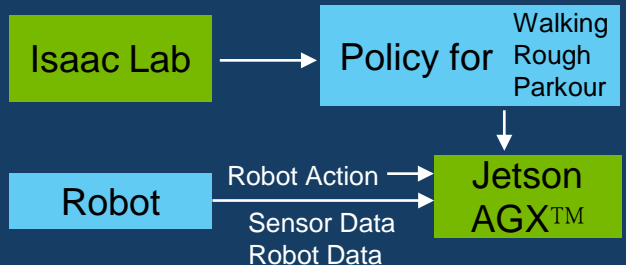 Isaac Lab
Policy for
Walking
Rough
Parkour
Robot
Robot Action
Sensor Data
Robot Data
Jetson
AGX™